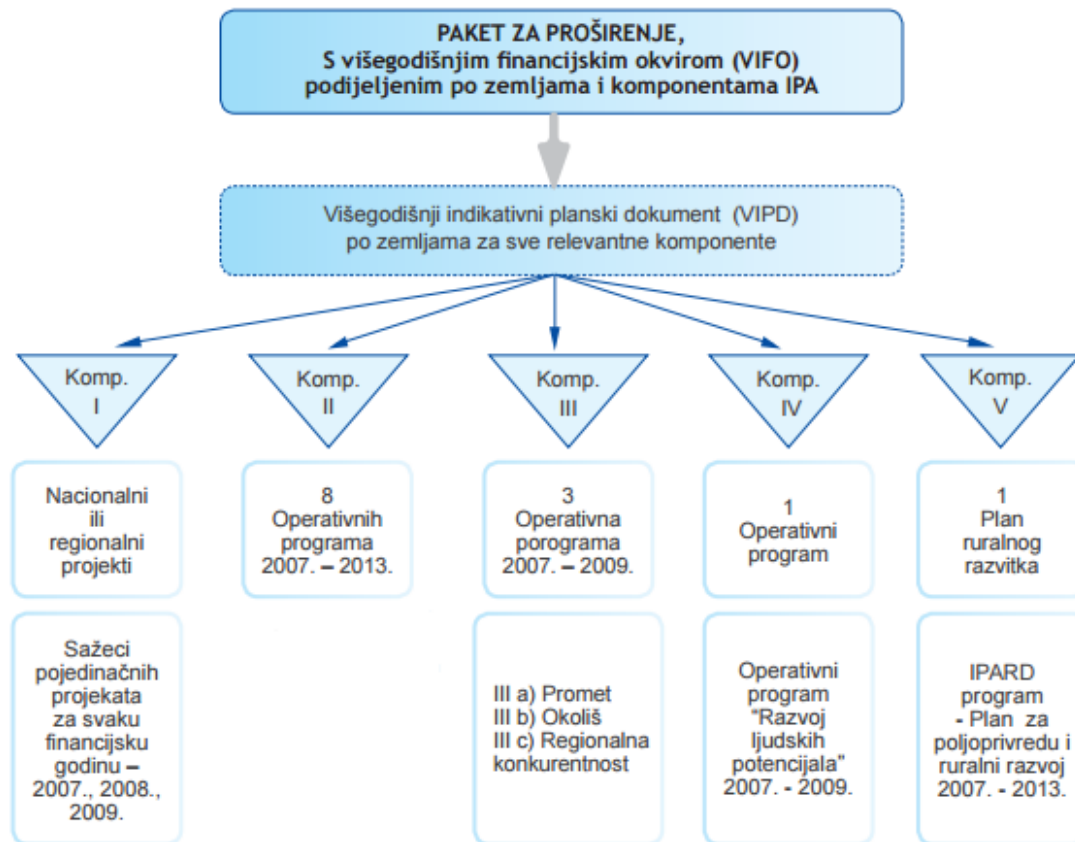 PAKET ZA PROŠIRENJE,
S višegodišnjim financijskim okvirom (VIFO)
podijeljenim po zemljama i komponentama IPA
Višegodišnji indikativni planski dokument (VIPD)
po zemljama za sve relevantne komponente
Komp.
I
Komp.
II
Komp.
III
Komp.
IV
Komp.
V
Nacionalni
ili
regionalni
projekti
8
Operativnih
programa
2007. – 2013.
3
Operativna
porograma
2007. – 2009.
1
Operativni
program
1
Plan
ruralnog
razvitka
Sažeci
pojedinačnih
projekata
za svaku
financijsku
godinu –
2007., 2008.,
2009.
III a) Promet
III b) Okoliš
III c) Regionalna
konkurentnost
Operativni
program
"Razvoj
ljudskih
potencijala"
2007. - 2009.
IPARD
program
- Plan za
poljoprivredu i
ruralni razvoj
2007. - 2013.